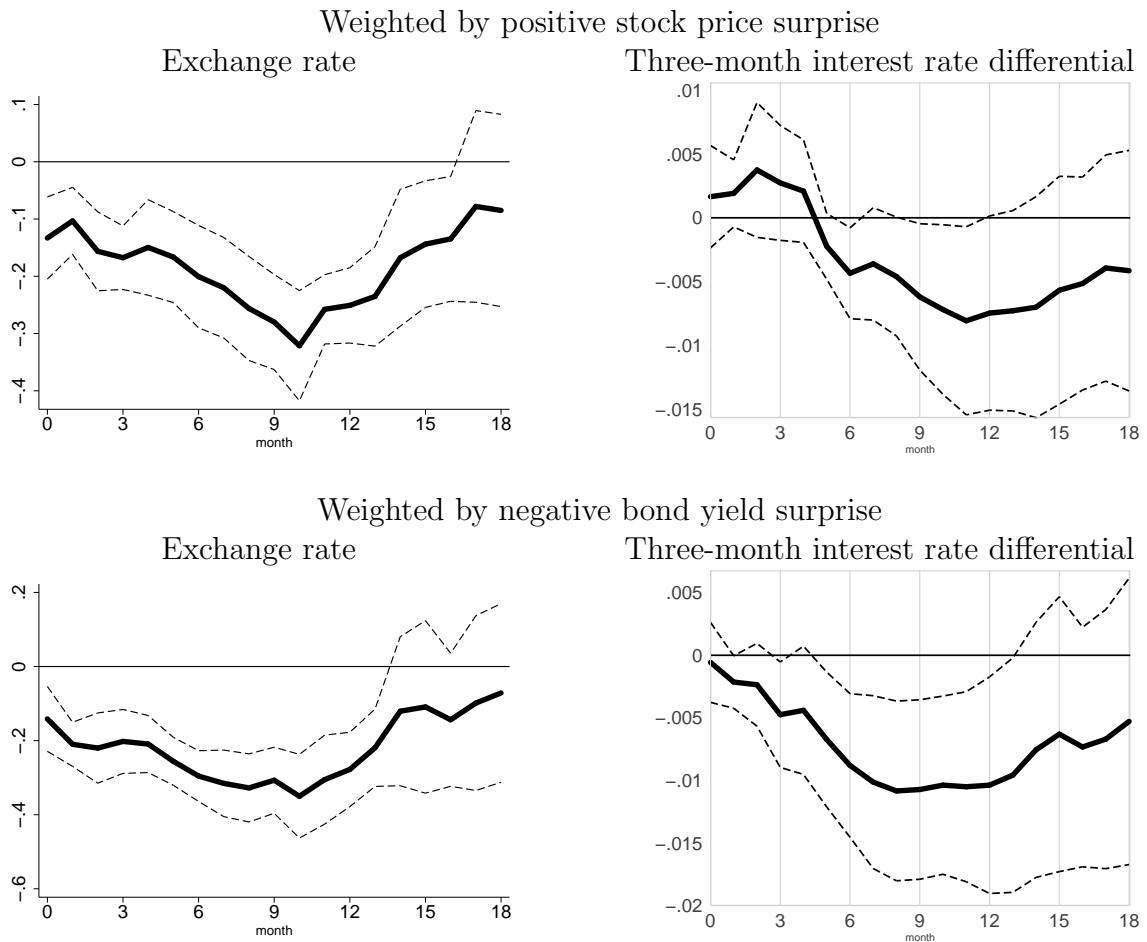 Weighted by positive stock price surprise
Exchange rate
.1
0
-.1
-.2
-.3
-.4
0 3 6 9 12 15 18
month
Three-month interest rate differential
.01
.005
0
-.005
-.01
-.015
0 3 6 9 12 15 18
month
Weighted by negative bond yield surprise
Exchange rate
.2
0
-.2
-.4
-.6
0 3 6 9 12 15 18
month
Three-month interest rate differential
.005
0
-.005
-.01
-.015
-.02
0 3 6 9 12 15 18
month